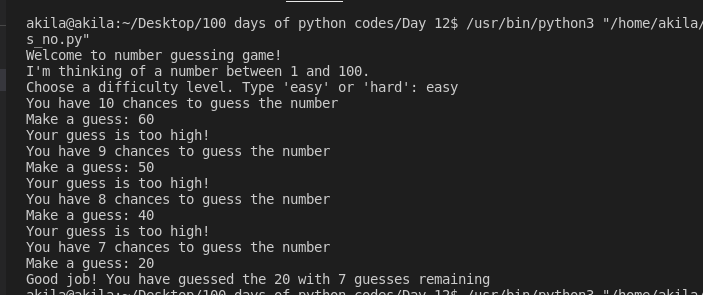 akila@akila:~/Desktop/100 days of python codes/Day 12$ /usr/bin/python3 "/home/akila/
s_no.py"
Welcome to number guessing game!
I'm thinking of a number between 1 and 100.
Choose a difficulty level. Type 'easy' or 'hard': easy
You have 10 chances to guess the number
Make a guess: 60
Your guess is too high!
You have 9 chances to guess the number
Make a guess: 50
Your guess is too high!
You have 8 chances to guess the number
Make a guess: 40
Your guess is too high!
You have 7 chances to guess the number
Make a guess: 20
Good job! You have guessed the 20 with 7 guesses remaining
akila@akila:~/Desktop/100 days of python codes/Day 12$ /usr/bin/python3 "/home/akila/